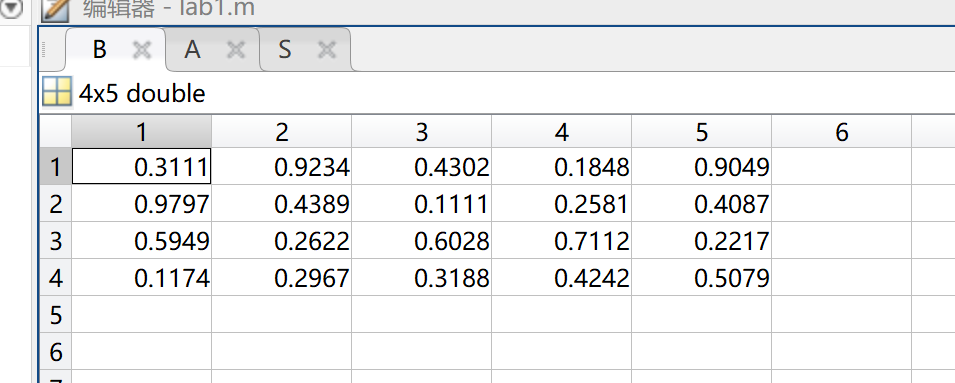 编辑器 - lab1.m
B A S
4x5 double
1 2 3 4 5 6
1 0.3111 0.9234 0.4302 0.1848 0.9049
2 0.9797 0.4389 0.1111 0.2581 0.4087
3 0.5949 0.2622 0.6028 0.7112 0.2217
4 0.1174 0.2967 0.3188 0.4242 0.5079
5
6
7